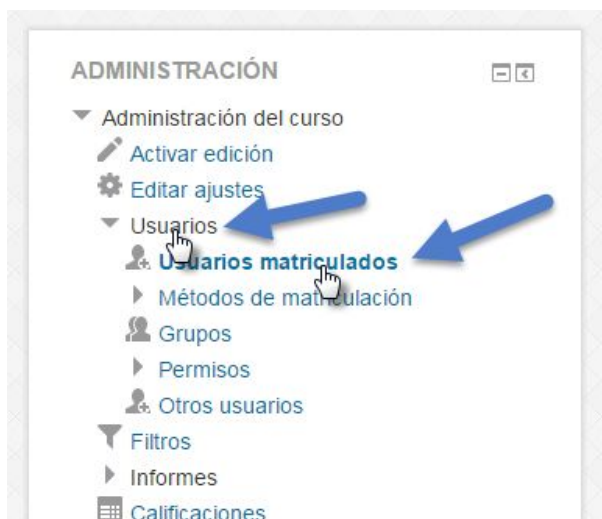 ADMINISTRACIÓN
Administración del curso
Activar edición
Editar ajustes
Usuarios
Usuarios matriculados
Métodos de matriculación
Grupos
Permisos
Otros usuarios
Filtros
Informes
Calificaciones